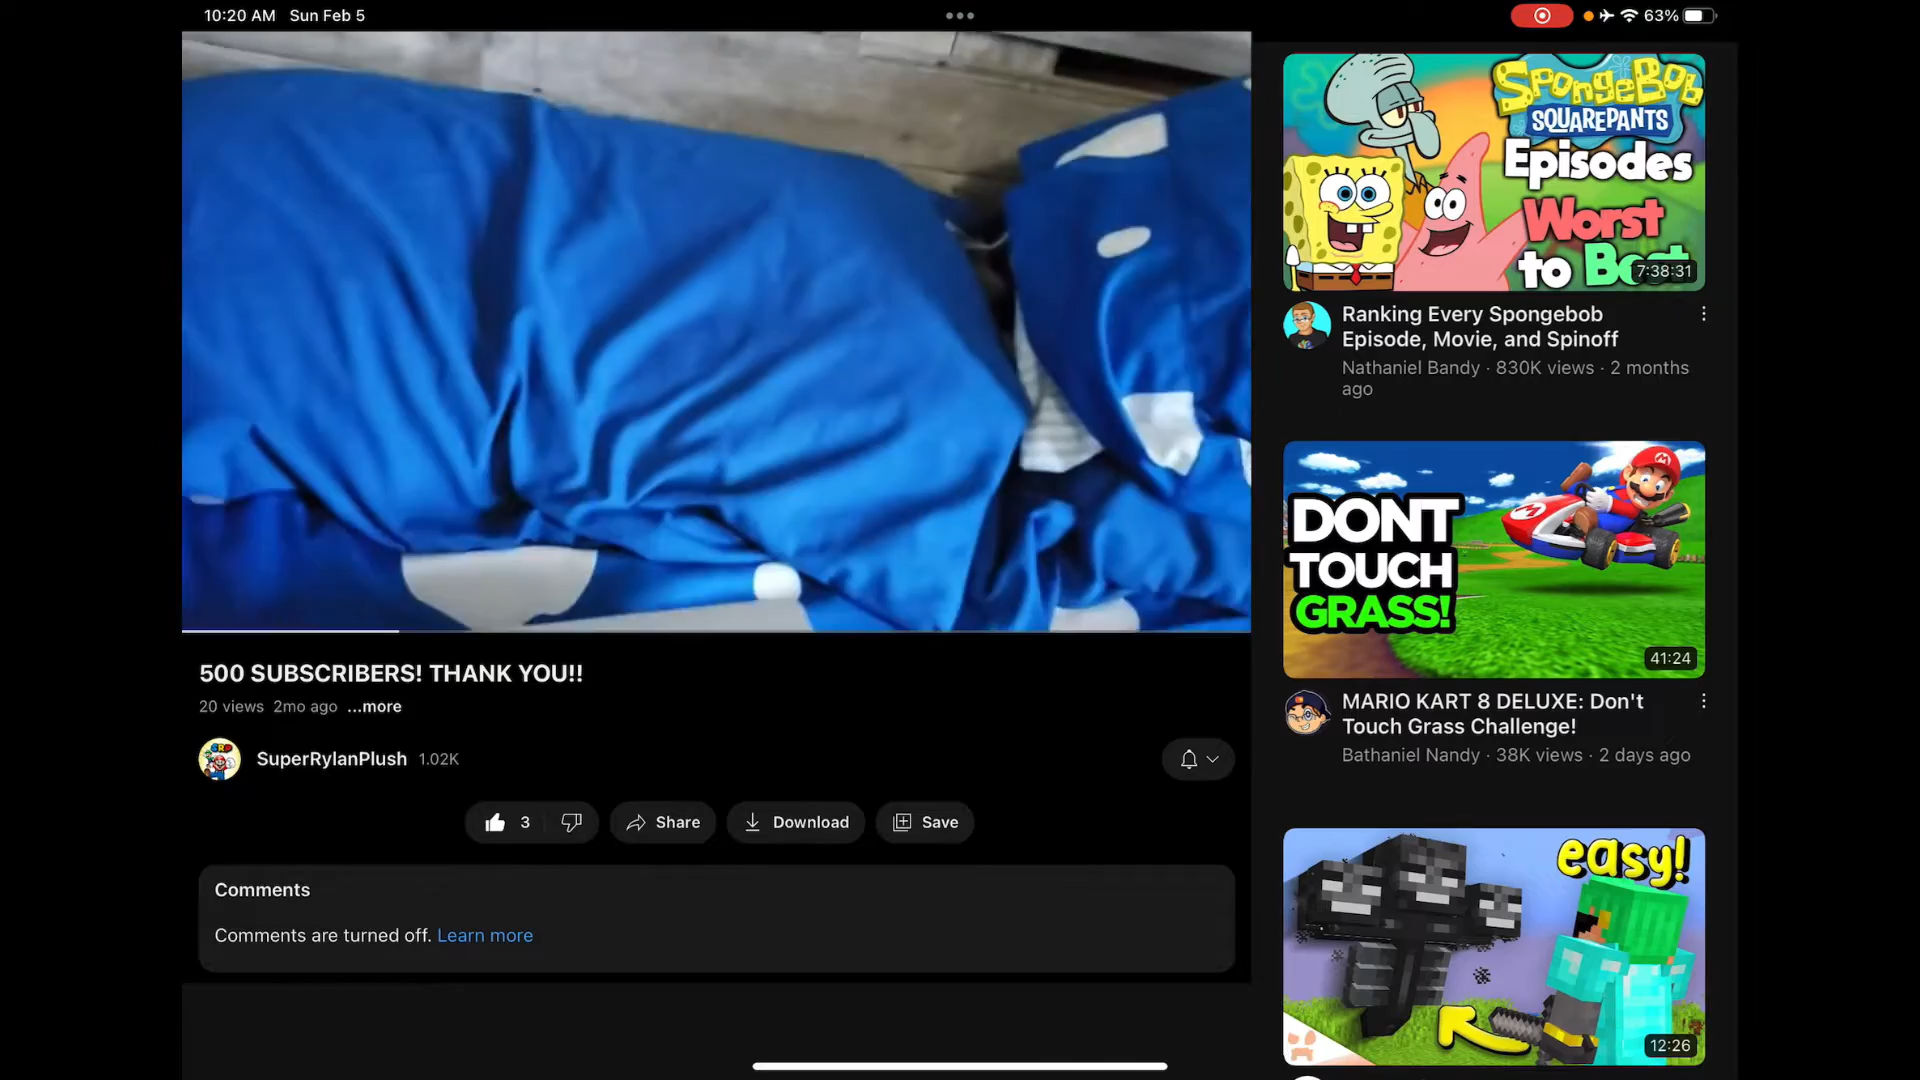 10:20 AM Sun Feb 5
63%
SPONGEBOB
SQUAREPANTS
Episodes
Worst
to Best
7:38:31
Ranking Every Spongebob
Episode, Movie, and Spinoff
Nathaniel Bandy · 830K views · 2 months
ago
DONT
TOUCH
GRASS!
41:24
MARIO KART 8 DELUXE: Don't
Touch Grass Challenge!
Bathaniel Nandy · 38K views · 2 days ago
easy!
12:26
500 SUBSCRIBERS! THANK YOU!!
20 views 2mo ago ...more
SRP
SuperRylanPlush 1.02K
3 Share Download Save
Comments
Comments are turned off. Learn more